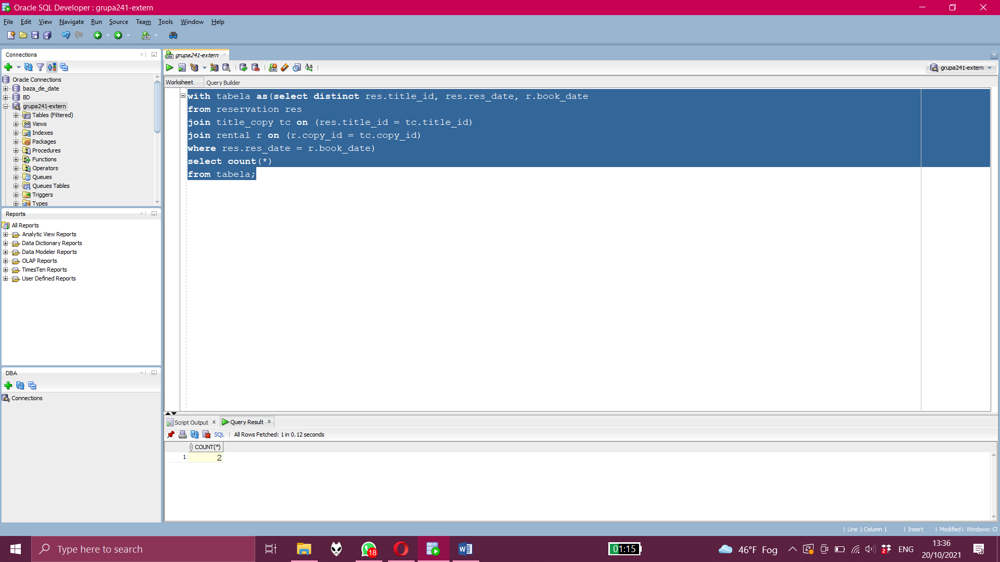 Oracle SQL Developer : grupa241-extern
File Edit View Navigate Run Source Team Tools Window Help
Connections
Oracle Connections
baza_de_date
BD
grupa241-extern
Tables (Filtered)
Views
Indexes
Packages
Procedures
Functions
Operators
Queues
Queues Tables
Triggers
Types
Reports
All Reports
Analytic View Reports
Data Dictionary Reports
Data Modeler Reports
OLAP Reports
TimesTen Reports
User Defined Reports
DBA
Connections
grupa241-extern
Aa
grupa241-extern
Worksheet Query Builder
with tabela as(select distinct res.title_id, res.res_date, r.book_date
from reservation res
join title_copy tc on (res.title_id = tc.title_id)
join rental r on (r.copy_id = tc.copy_id)
where res.res_date = r.book_date)
select count(*)
from tabela;
Script Output x Query Result x
SQL | All Rows Fetched: 1 in 0.12 seconds
COUNT(*)
1 2
| Line 1 Column 1 | Insert | Modified | Windows: CF
Type here to search
18
01:15
46°F Fog
2
ENG
13:36
20/10/2021